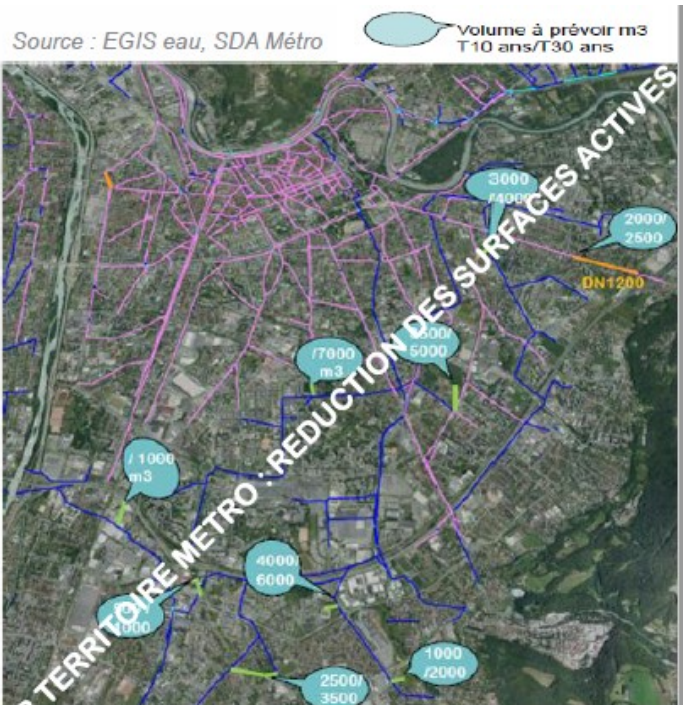 Source : EGIS eau, SDA Métro
Volume à prévoir m3
T10 ans/T30 ans
TERRITOIRE METRO : REDUCTION DES SURFACES ACTIVES
3000
/4000
2000/
2500
DN1200
/7000
m3
5000
/ 1000
m3
4000/
6000
1000
1000
/2000
2500/
3500